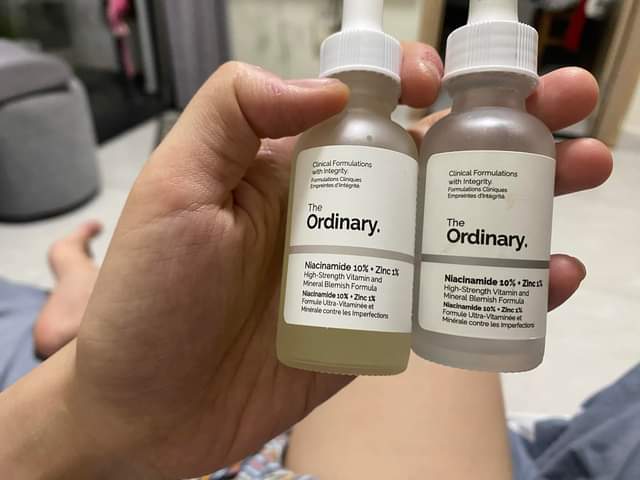 Clinical Formulations
with Integrity.
Formulations Cliniques
Empreintes d'Intégrité.
The
Ordinary.
Niacinamide 10% + Zinc 1%
High-Strength Vitamin and
Mineral Blemish Formula
Niacinamide 10% + Zinc 1%
Formule Ultra-Vitaminée et
Minérale contre les Imperfections
Clinical Formulations
with Integrity.
Formulations Cliniques
Empreintes d'Intégrité.
The
Ordinary.
Niacinamide 10% + Zinc 1%
High-Strength Vitamin and
Mineral Blemish Formula
Niacinamide 10% + Zinc 1%
Formule Ultra-Vitaminée et
Minérale contre les Imperfections